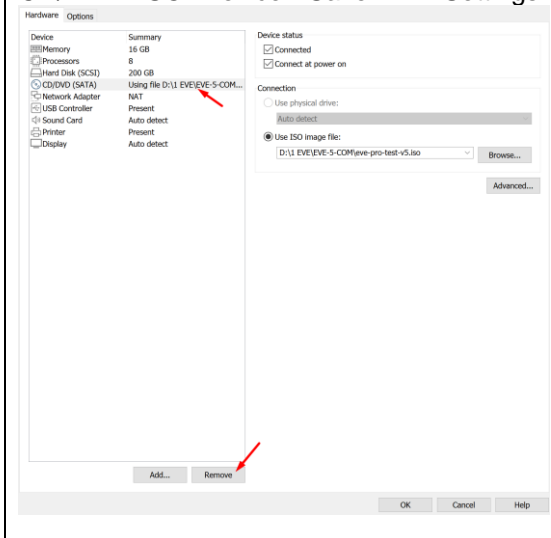 Hardware Options
Device Summary
Memory 16 GB
Processors 8
Hard Disk (SCSI) 200 GB
CD/DVD (SATA) Using file D:\1 EVE\EVE-5-COM...
Network Adapter NAT
USB Controller Present
Sound Card Auto detect
Printer Present
Display Auto detect
Add... Remove
Device status
Connected
Connect at power on
Connection
Use physical drive:
Auto detect
Use ISO image file:
D:\1 EVE\EVE-5-COM\eve-pro-test-v5.iso Browse...
Advanced...
OK Cancel Help